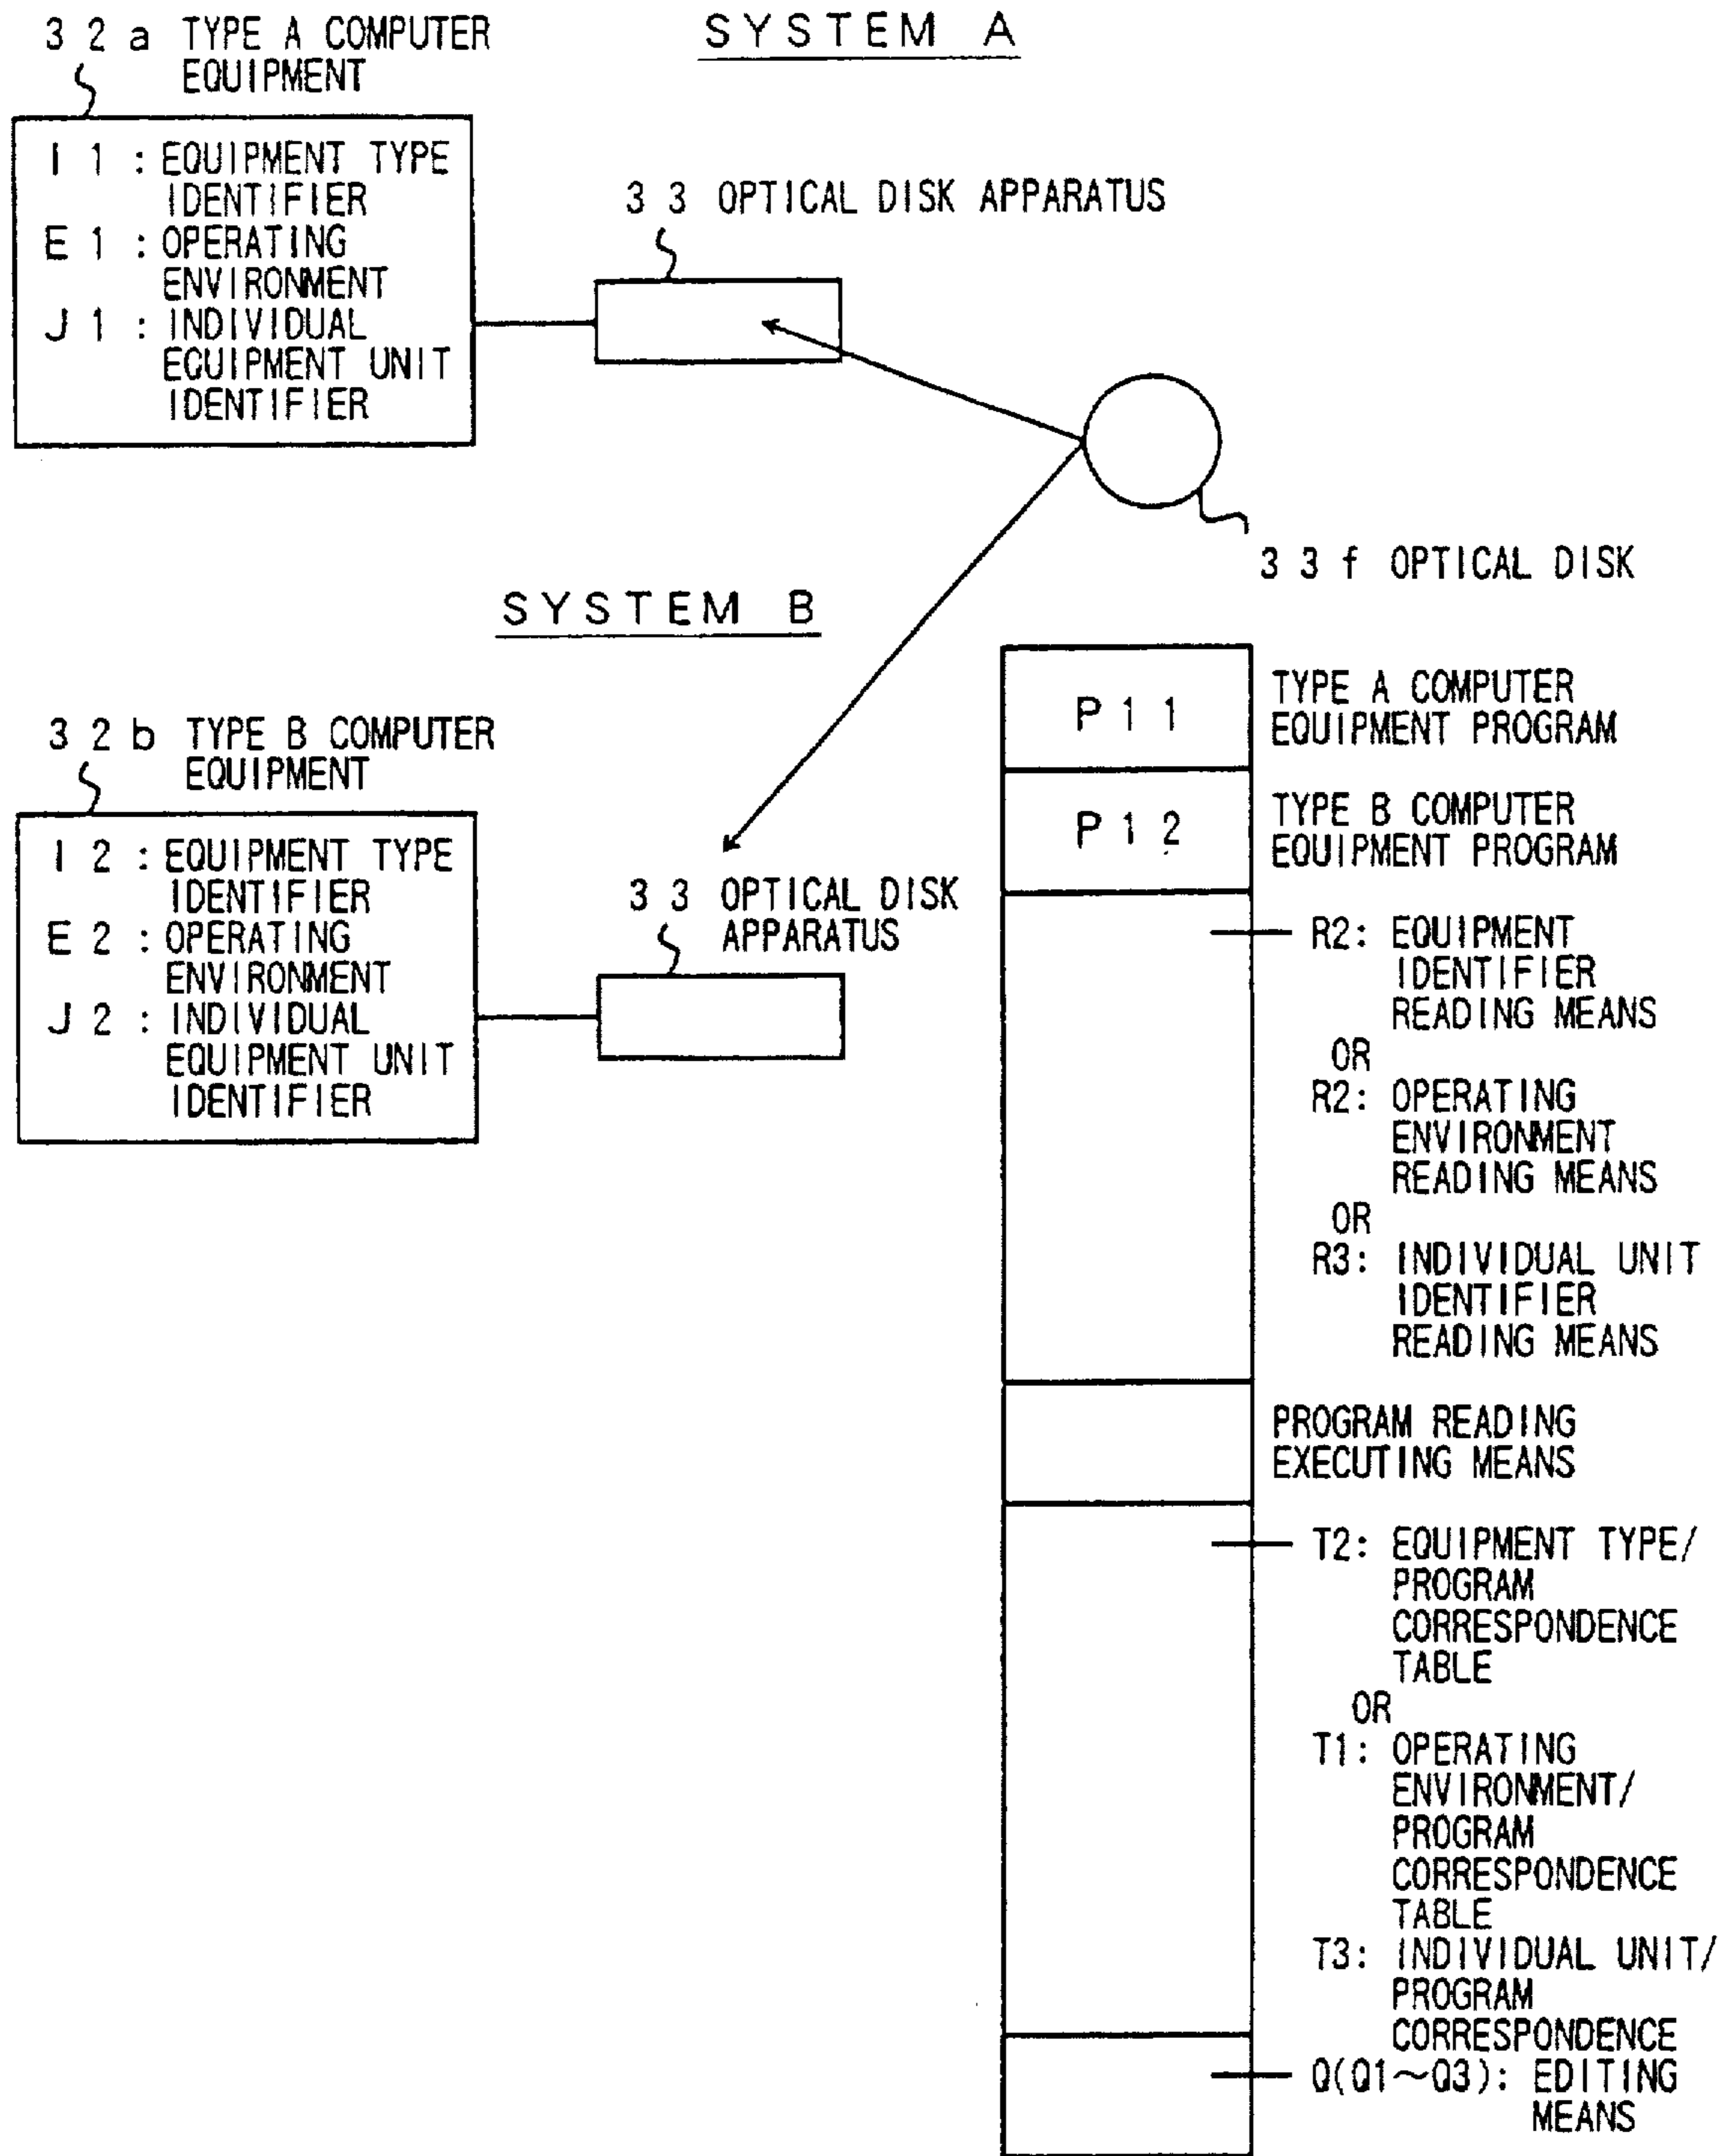 SYSTEM A
32a TYPE A COMPUTER
EQUIPMENT
I1: EQUIPMENT TYPE
IDENTIFIER
E1: OPERATING
ENVIRONMENT
J1: INDIVIDUAL
EQUIPMENT UNIT
IDENTIFIER
33 OPTICAL DISK APPARATUS
33f OPTICAL DISK
SYSTEM B
32b TYPE B COMPUTER
EQUIPMENT
I2: EQUIPMENT TYPE
IDENTIFIER
E2: OPERATING
ENVIRONMENT
J2: INDIVIDUAL
EQUIPMENT UNIT
IDENTIFIER
33 OPTICAL DISK
APPARATUS
P11
TYPE A COMPUTER
EQUIPMENT PROGRAM
P12
TYPE B COMPUTER
EQUIPMENT PROGRAM
R2: EQUIPMENT
IDENTIFIER
READING MEANS
OR
R2: OPERATING
ENVIRONMENT
READING MEANS
OR
R3: INDIVIDUAL UNIT
IDENTIFIER
READING MEANS
PROGRAM READING
EXECUTING MEANS
T2: EQUIPMENT TYPE/
PROGRAM
CORRESPONDENCE
TABLE
OR
T1: OPERATING
ENVIRONMENT/
PROGRAM
CORRESPONDENCE
TABLE
T3: INDIVIDUAL UNIT/
PROGRAM
CORRESPONDENCE
Q(Q1～Q3): EDITING
MEANS